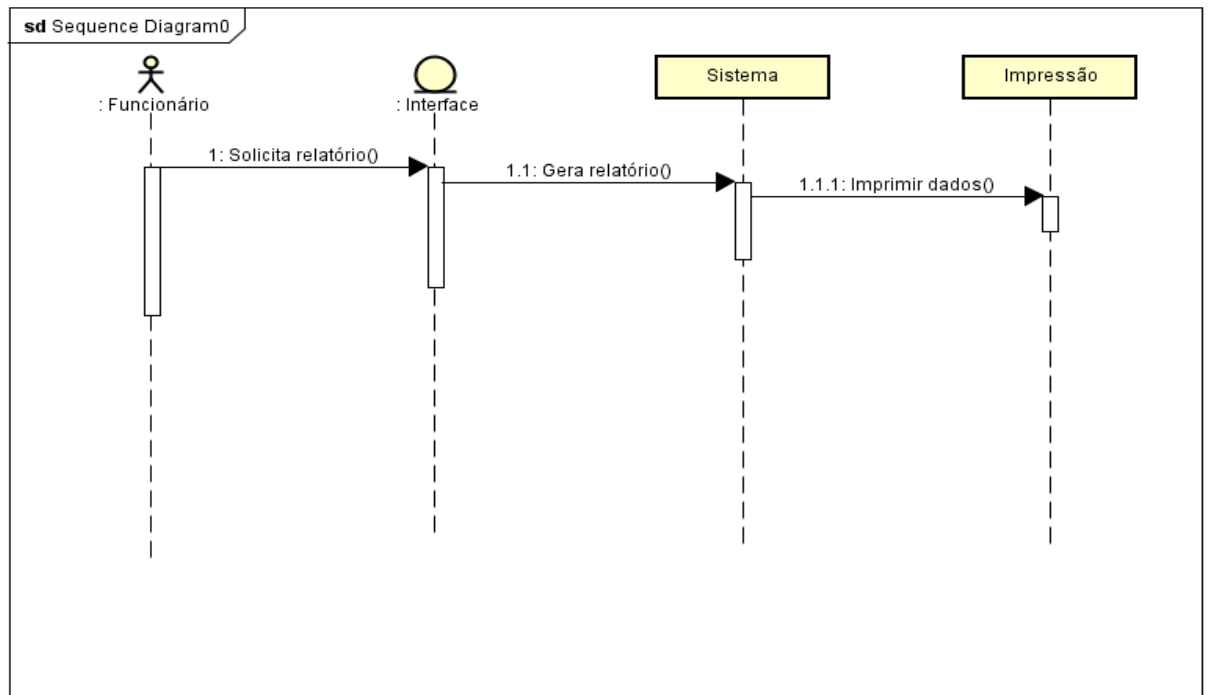 sd Sequence Diagram0
: Funcionário
: Interface
Sistema
Impressão
1: Solicita relatório()
1.1: Gera relatório()
1.1.1: Imprimir dados()